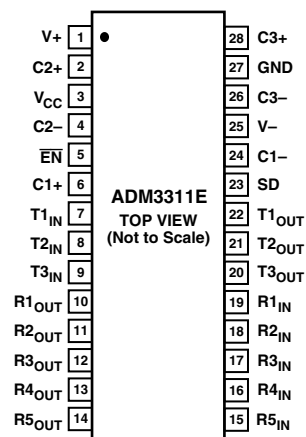 V+ 1 28 C3+
C2+ 2 27 GND
VCC 3 26 C3–
C2– 4 25 V–
EN 5 24 C1–
C1+ 6 23 SD
ADM3311E
TOP VIEW
(Not to Scale)
T1IN 7 22 T1OUT
T2IN 8 21 T2OUT
T3IN 9 20 T3OUT
R1OUT 10 19 R1IN
R2OUT 11 18 R2IN
R3OUT 12 17 R3IN
R4OUT 13 16 R4IN
R5OUT 14 15 R5IN